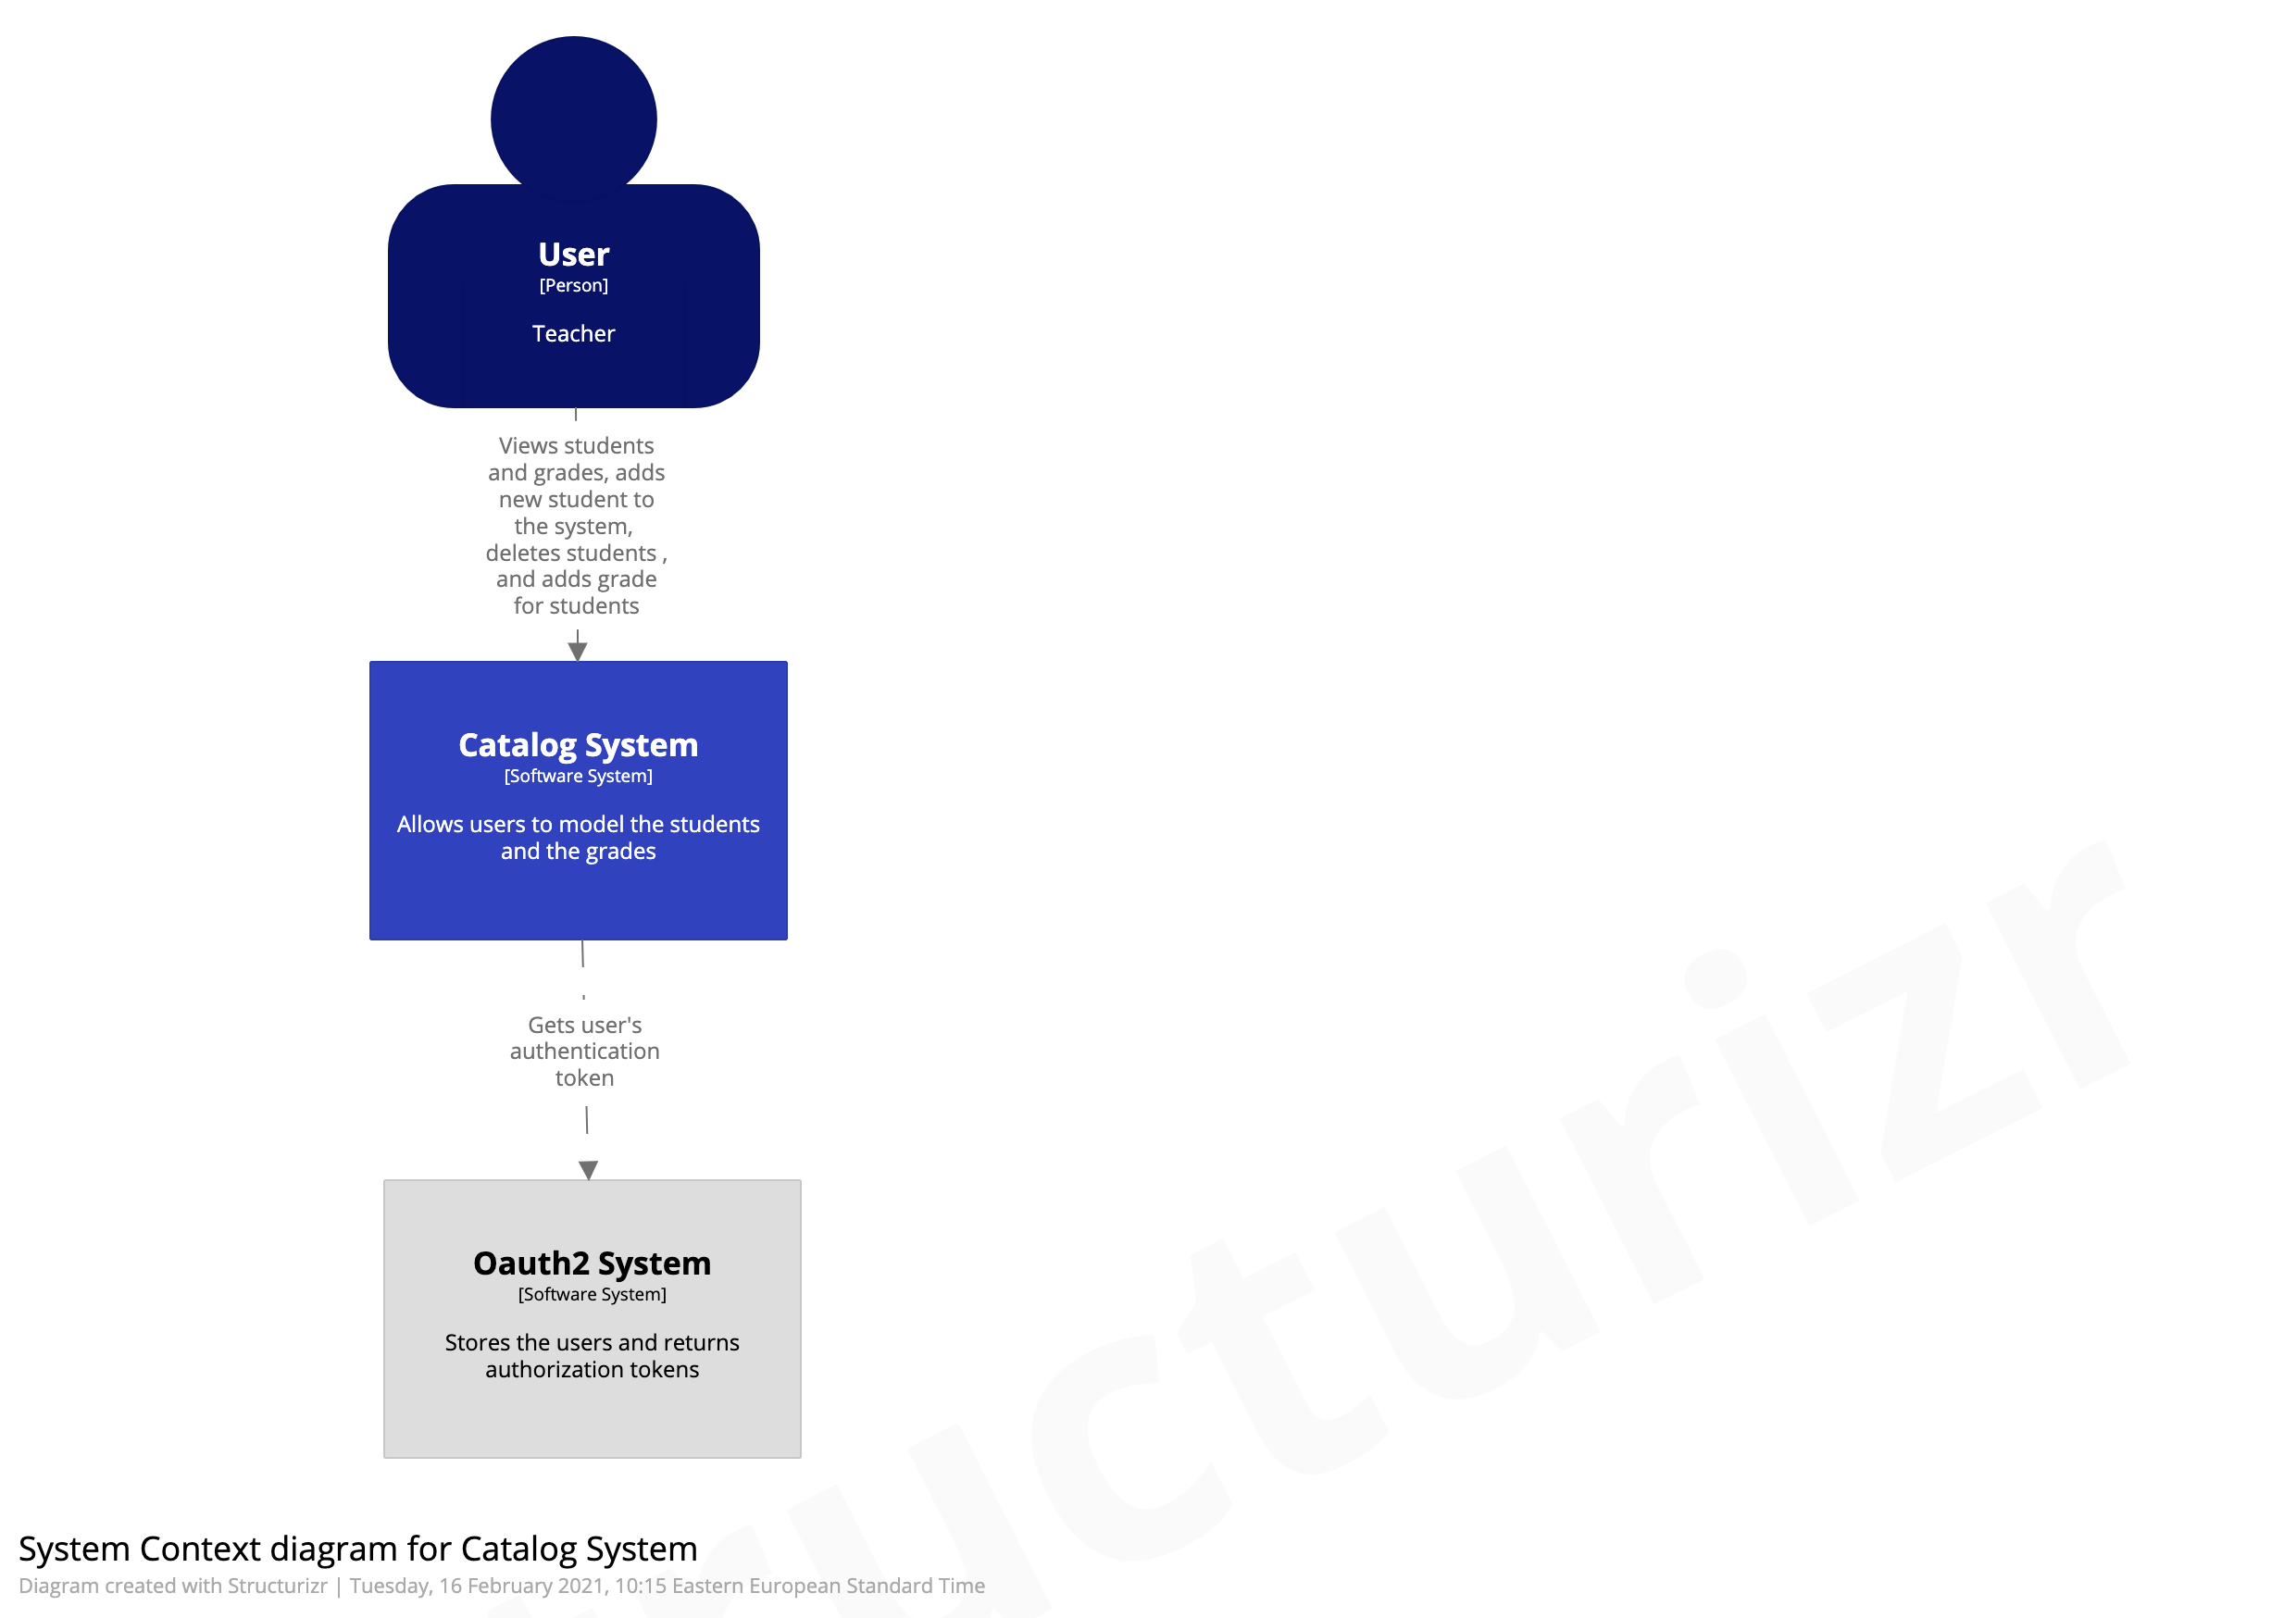 User
[Person]
Teacher
Views students
and grades, adds
new student to
the system,
deletes students ,
and adds grade
for students
Catalog System
[Software System]
Allows users to model the students
and the grades
Gets user's
authentication
token
Oauth2 System
[Software System]
Stores the users and returns
authorization tokens
ructurizr
System Context diagram for Catalog System
Diagram created with Structurizr | Tuesday, 16 February 2021, 10:15 Eastern European Standard Time